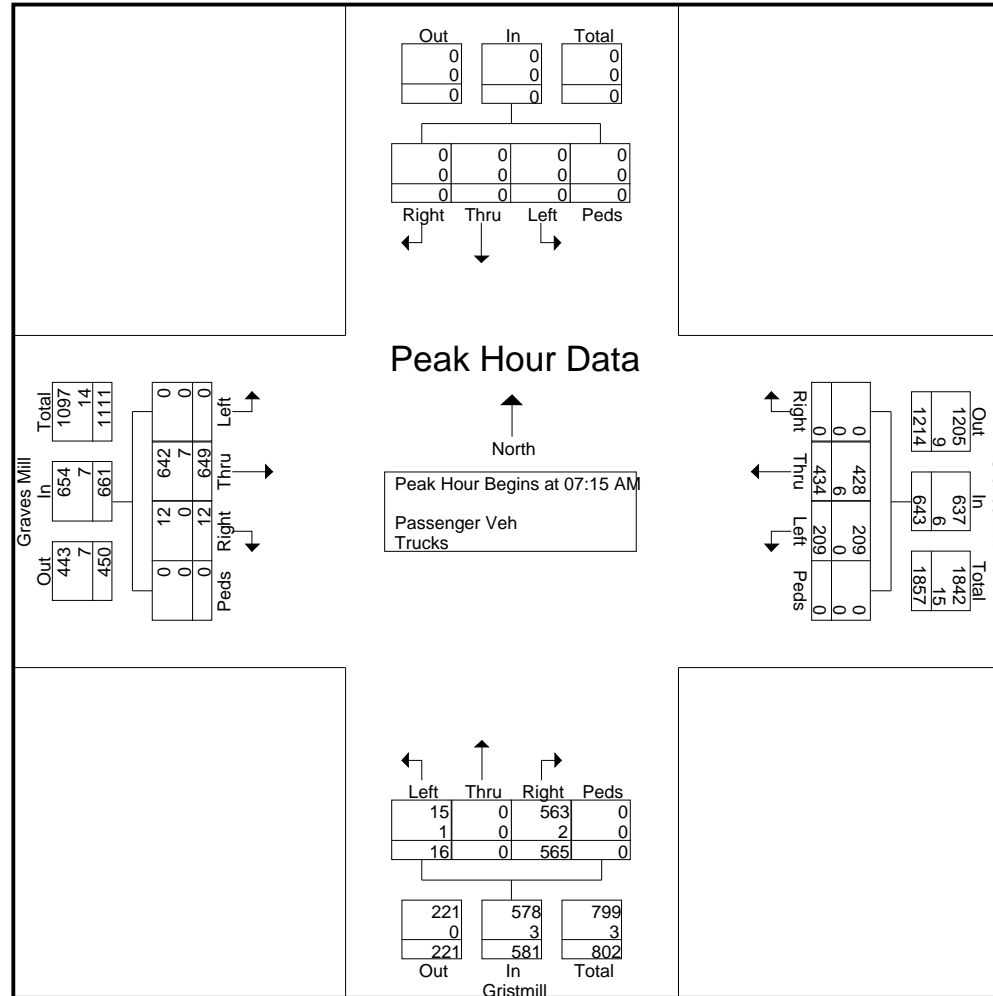 Out In Total
0 0 0
0 0 0
0 0 0
0 0 0 0
0 0 0 0
0 0 0 0
Right Thru Left Peds
Peak Hour Data
North
Peak Hour Begins at 07:15 AM
Passenger Veh
Trucks
Graves Mill
Out In Total
443 654 1097
7 7 14
450 661 1111
Left Thru Right Peds
0 642 12 0
0 7 0 0
0 649 12 0
Right Thru Left Peds
0 428 209 0
0 6 0 0
0 434 209 0
Out In Total
1205 637 1842
9 6 15
1214 643 1857
Left Thru Right Peds
15 0 563 0
1 0 2 0
16 0 565 0
221 578 799
0 3 3
221 581 802
Out In Total
Gristmill